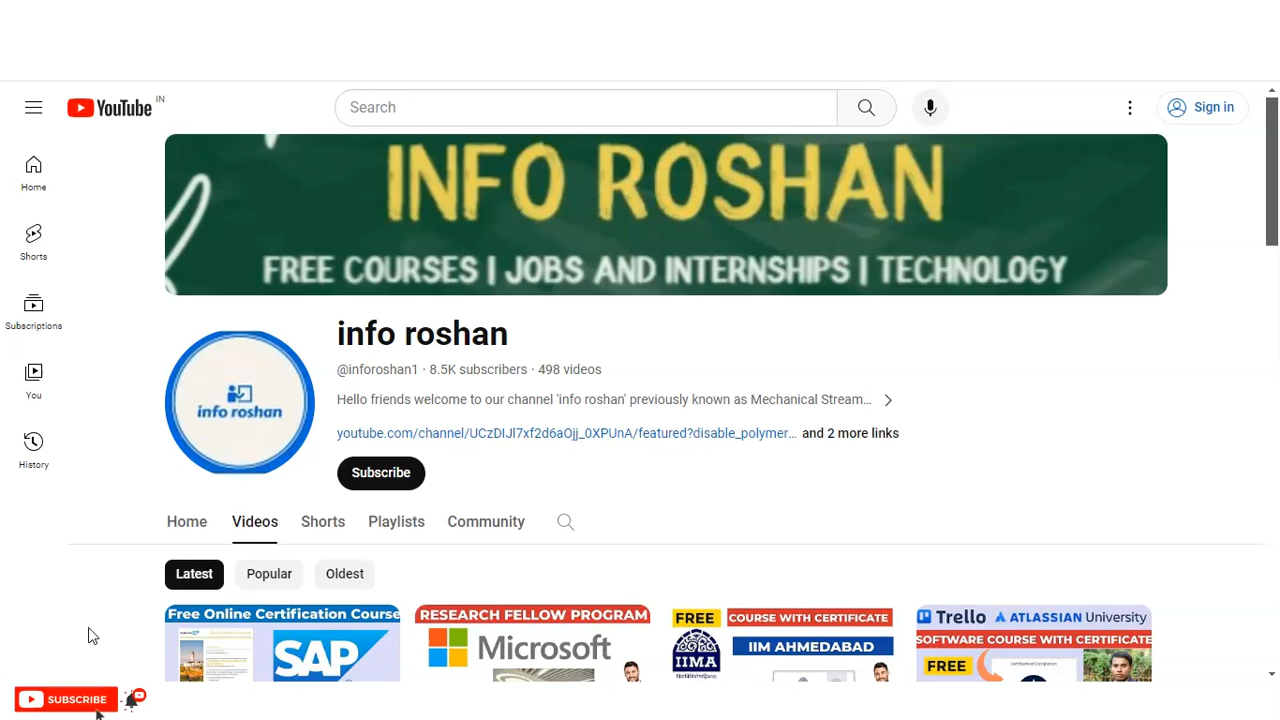 YouTube IN
Search
Sign in
Home
Shorts
Subscriptions
You
History
INFO ROSHAN
FREE COURSES | JOBS AND INTERNSHIPS | TECHNOLOGY
info roshan
info roshan
@inforoshan1 · 8.5K subscribers · 498 videos
Hello friends welcome to our channel 'info roshan' previously known as Mechanical Stream...
youtube.com/channel/UCzDIJl7xf2d6aOjj_0XPUnA/featured?disable_polymer... and 2 more links
Subscribe
Home Videos Shorts Playlists Community
Latest Popular Oldest
Free Online Certification Course
SAP
RESEARCH FELLOW PROGRAM
Microsoft
FREE COURSE WITH CERTIFICATE
IIMA
IIM AHMEDABAD
Trello ATLASSIAN University
SOFTWARE COURSE WITH CERTIFICATE
FREE
Certificate of Completion
SUBSCRIBE